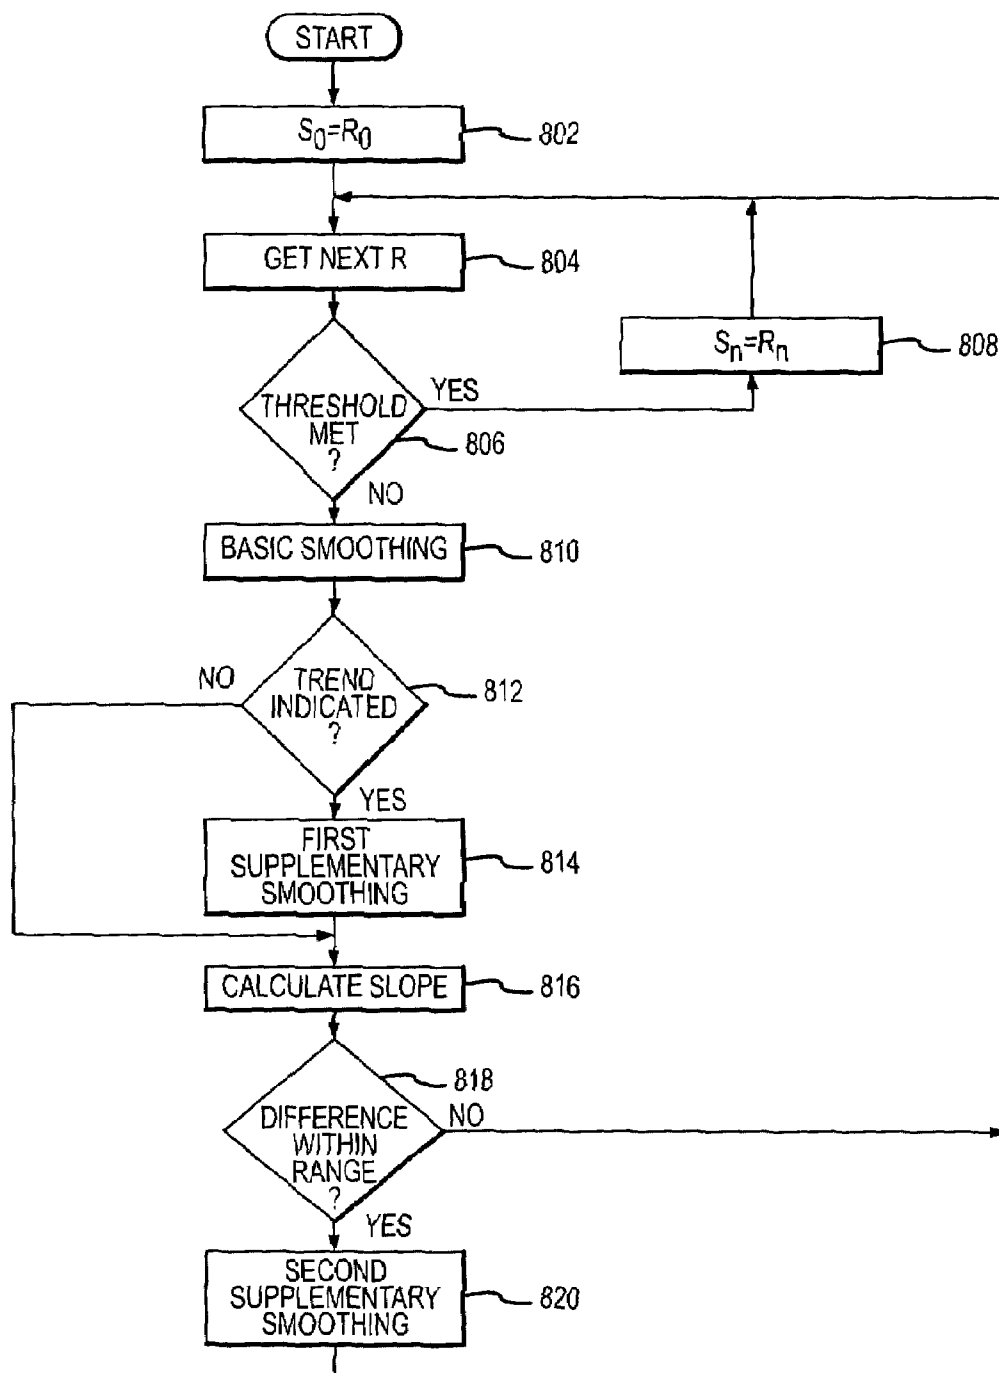 START
S0=R0
802
GET NEXT R
804
Sn=Rn
808
YES
THRESHOLD
MET
?
806
NO
BASIC SMOOTHING
810
NO
TREND
INDICATED
?
812
YES
FIRST
SUPPLEMENTARY
SMOOTHING
814
CALCULATE SLOPE
816
818
NO
DIFFERENCE
WITHIN
RANGE
?
YES
SECOND
SUPPLEMENTARY
SMOOTHING
820